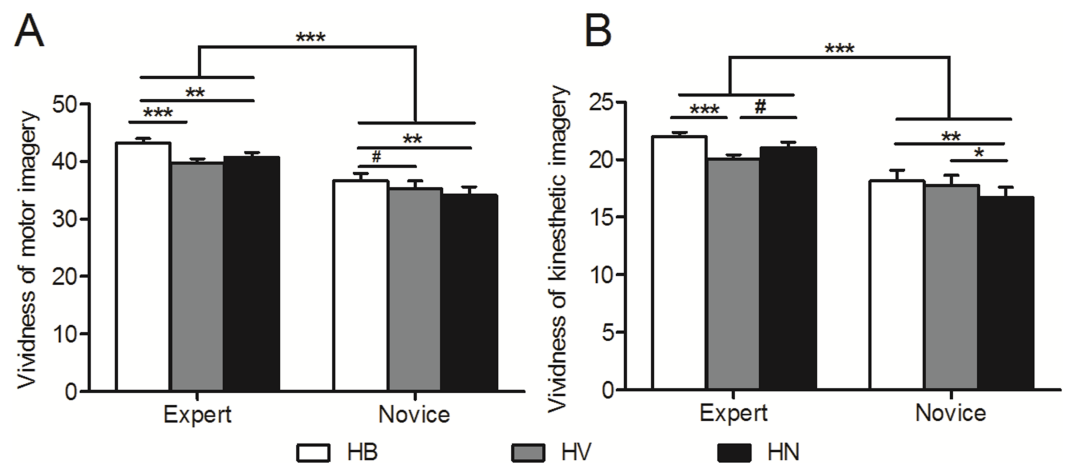 A
***
**
***
**
#
Vividness of motor imagery
50
40
30
20
10
0
Expert
Novice
B
***
***
#
**
*
Vividness of kinesthetic imagery
25
20
15
10
5
0
Expert
Novice
HB
HV
HN